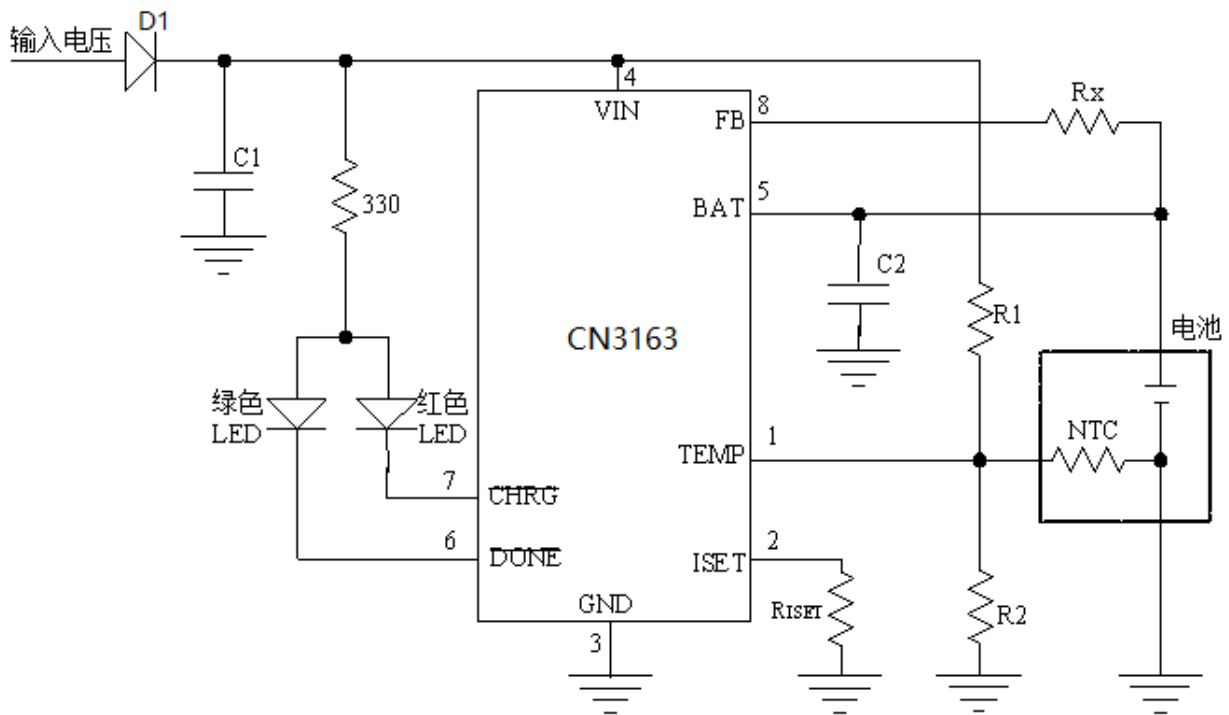 D1
输入电压
4
VIN
8
FB
Rx
C1
330
5
BAT
C2
R1
CN3163
电池
绿色
LED
红色
LED
NTC
1
TEMP
7
CHRG
6
DONE
2
ISET
RISET
GND
3
R2